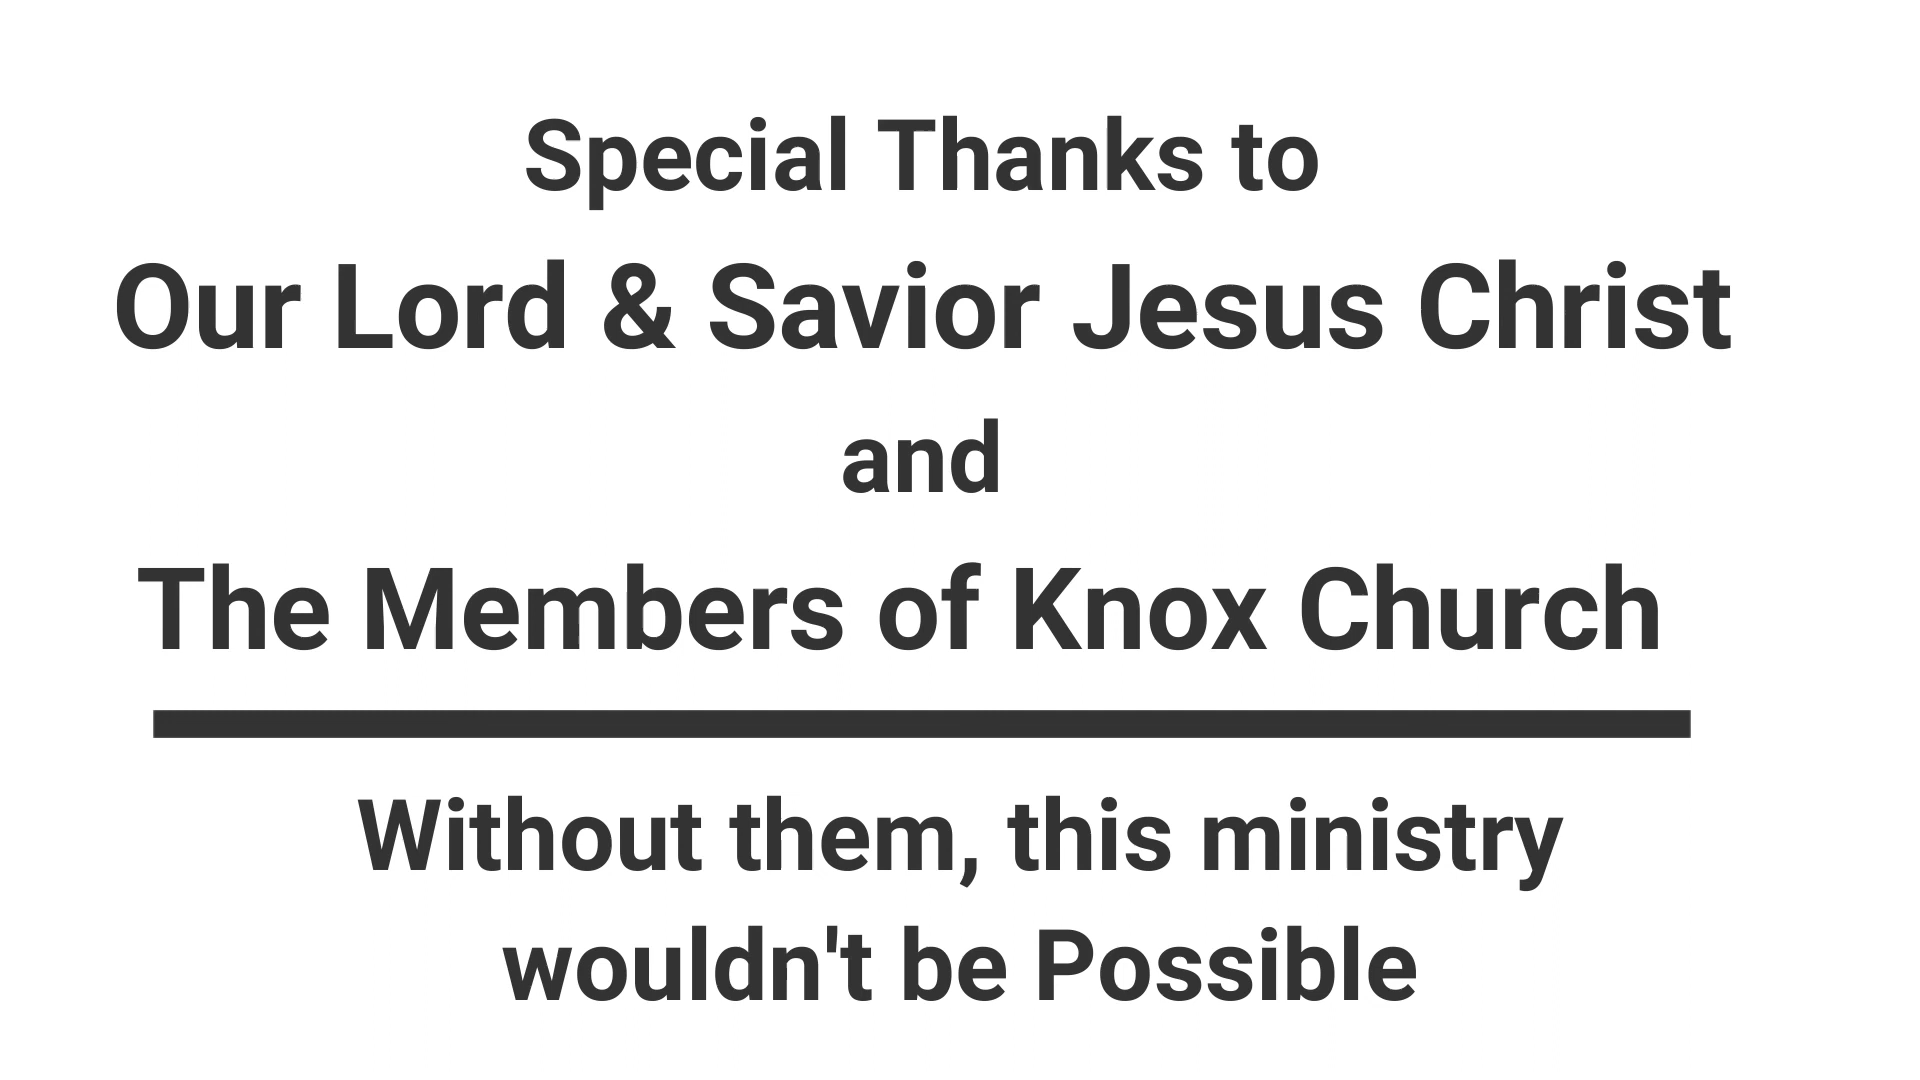 Special Thanks to
Our Lord & Savior Jesus Christ
and
The Members of Knox Church
Without them, this ministry
wouldn't be Possible